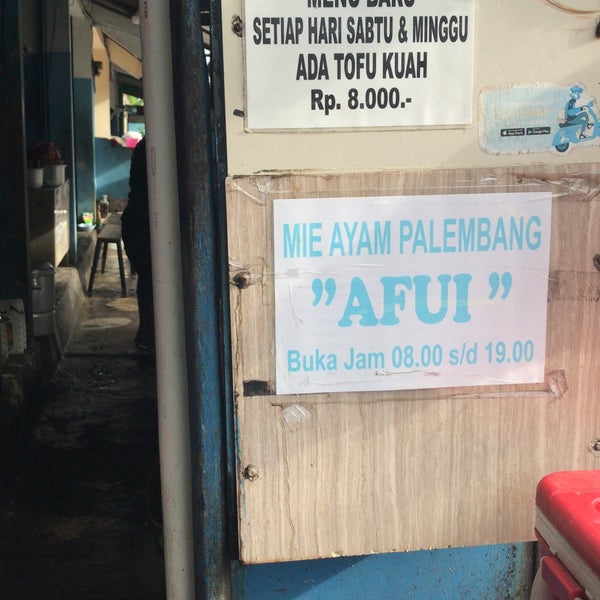 MENU BARU
SETIAP HARI SABTU & MINGGU
ADA TOFU KUAH
Rp. 8.000.-
MIE AYAM PALEMBANG
"AFUI"
Buka Jam 08.00 s/d 19.00